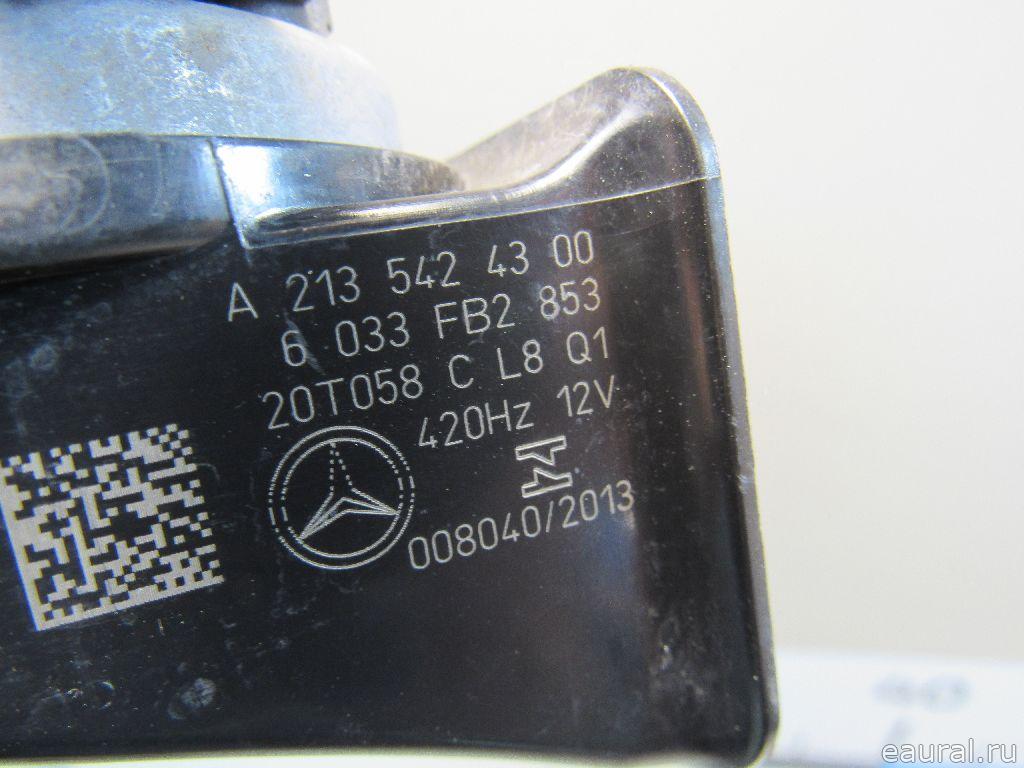 A 213 542 43 00
6 033 FB2 853
20T058 C L8 Q1
420Hz 12V
008040/2013
eaural.ru